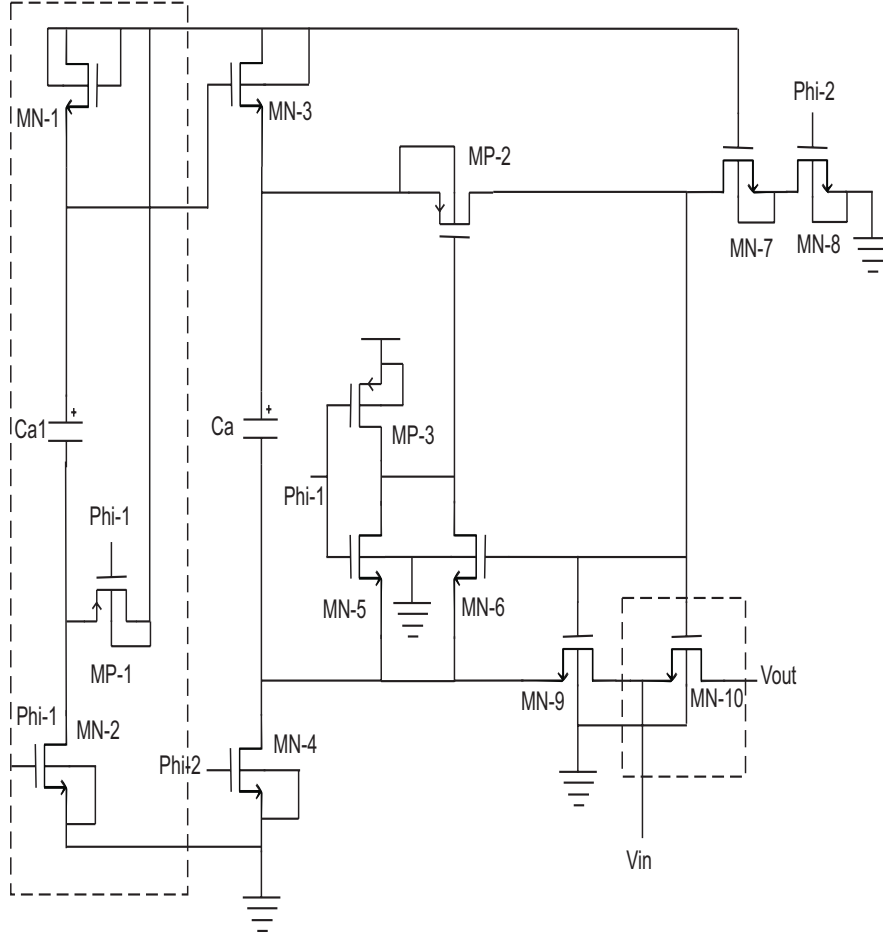 Phi-2
MN-1
MN-3
MP-2
MN-7
MN-8
Ca1
+
Ca
+
MP-3
Phi-1
Phi-1
MN-5
MN-6
MP-1
Vout
MN-9
MN-10
Phi-1
MN-2
MN-4
Phi-2
Vin